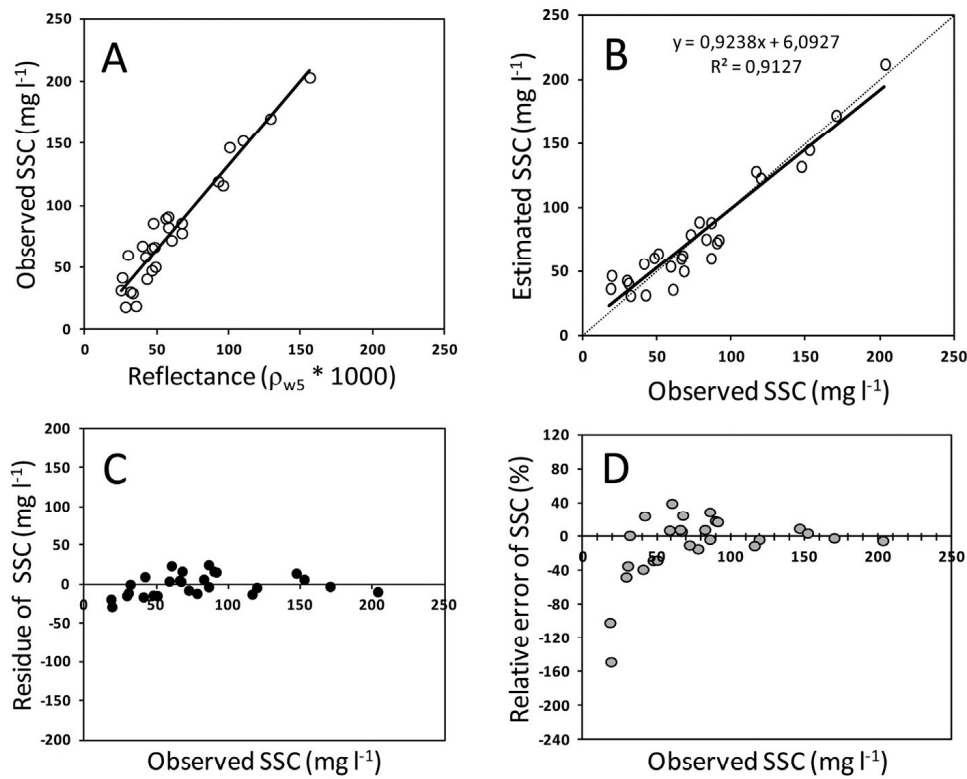 A
Observed SSC (mg l-1)
250
200
150
100
50
0
0 50 100 150 200 250
Reflectance (ρw5 * 1000)
B
y = 0,9238x + 6,0927
R² = 0,9127
Estimated SSC (mg l-1)
250
200
150
100
50
0
0 50 100 150 200 250
Observed SSC (mg l-1)
C
Residue of SSC (mg l-1)
200
150
100
50
0
-50
-100
-150
-200
0 50 100 150 200 250
Observed SSC (mg l-1)
D
Relative error of SSC (%)
120
80
40
0
-40
-80
-120
-160
-200
-240
0 50 100 150 200 250
Observed SSC (mg l-1)